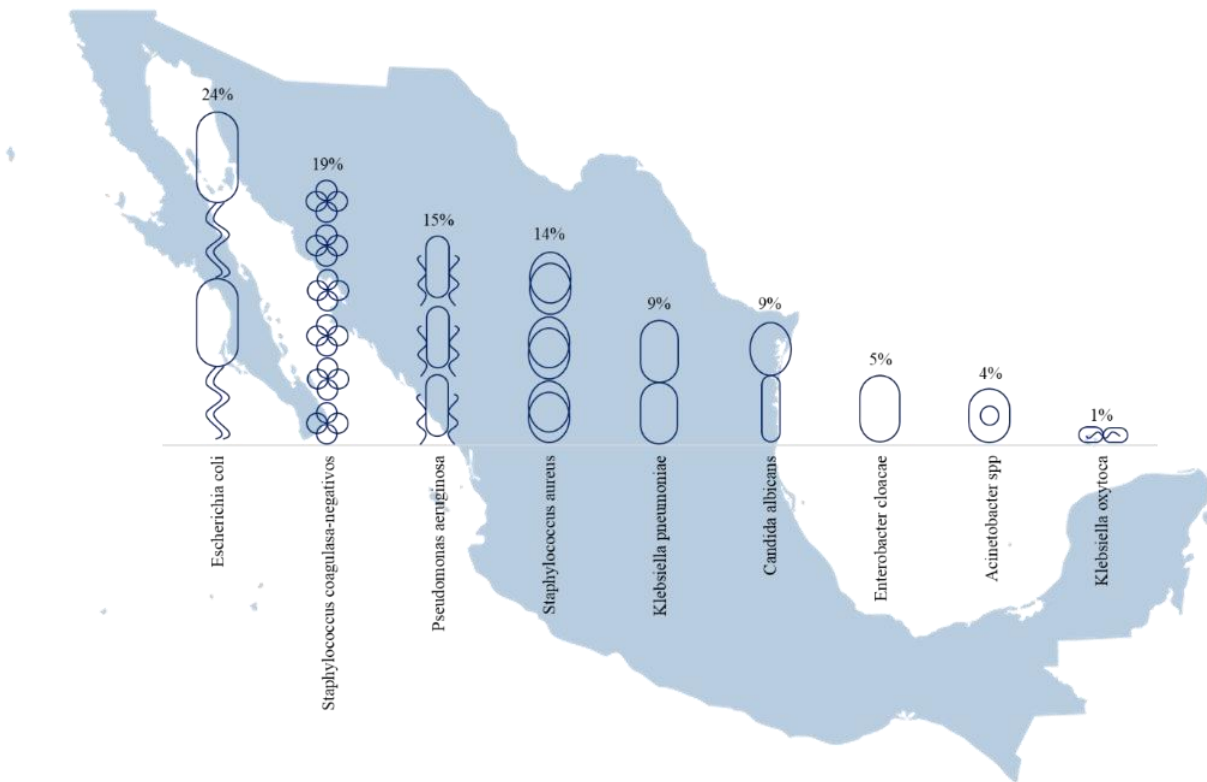 24%
19%
15%
14%
9%
9%
5%
4%
1%
Escherichia coli
Staphylococcus coagulasa-negativos
Pseudomonas aeruginosa
Staphylococcus aureus
Klebsiella pneumoniae
Candida albicans
Enterobacter cloacae
Acinetobacter spp
Klebsiella oxytoca